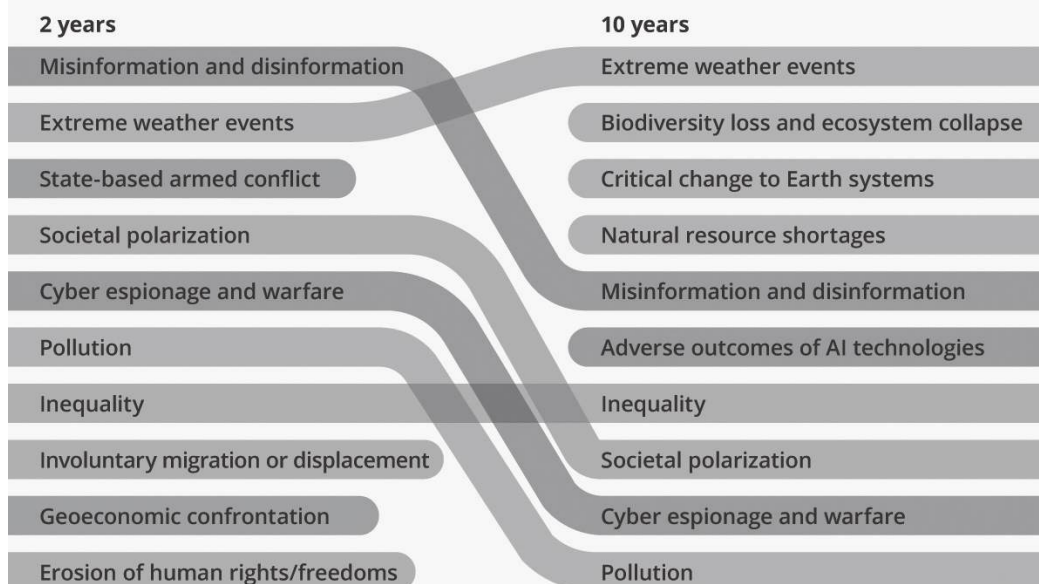 2 years
Misinformation and disinformation
Extreme weather events
State-based armed conflict
Societal polarization
Cyber espionage and warfare
Pollution
Inequality
Involuntary migration or displacement
Geoeconomic confrontation
Erosion of human rights/freedoms
10 years
Extreme weather events
Biodiversity loss and ecosystem collapse
Critical change to Earth systems
Natural resource shortages
Misinformation and disinformation
Adverse outcomes of AI technologies
Inequality
Societal polarization
Cyber espionage and warfare
Pollution